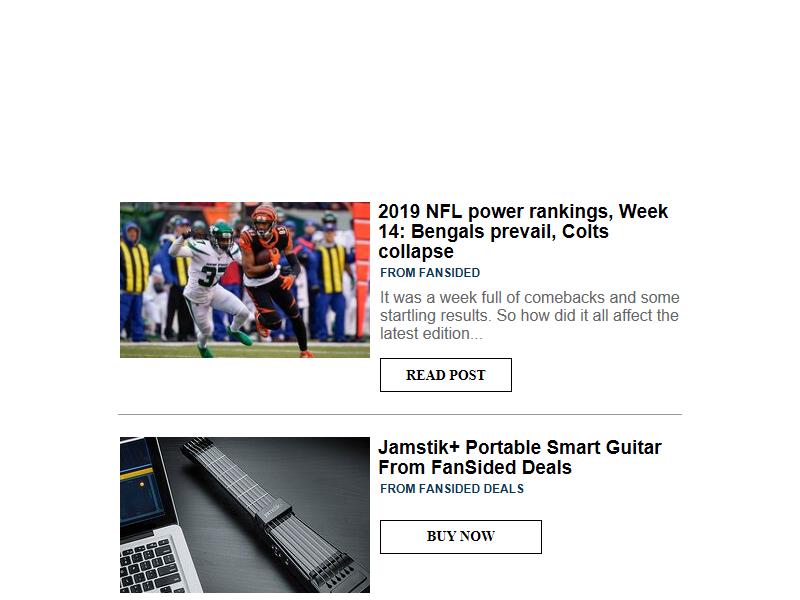 2019 NFL power rankings, Week
14: Bengals prevail, Colts
collapse
FROM FANSIDED
It was a week full of comebacks and some
startling results. So how did it all affect the
latest edition...
READ POST
Jamstik+ Portable Smart Guitar
From FanSided Deals
FROM FANSIDED DEALS
BUY NOW